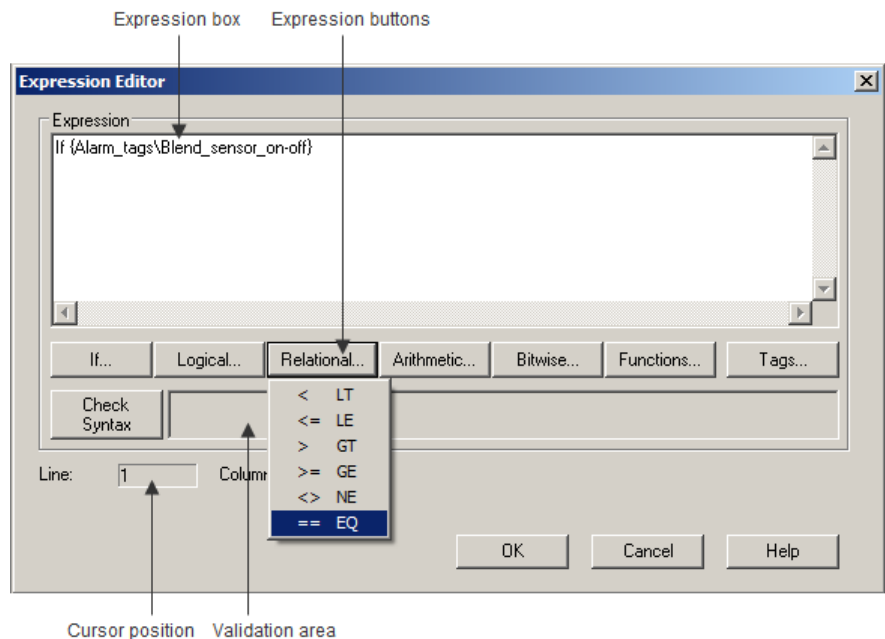 Expression box Expression buttons
Expression Editor
Expression
If {Alarm_tags\Blend_sensor_on-off}
If... Logical... Relational... Arithmetic... Bitwise... Functions... Tags...
Check
Syntax
< LT
<= LE
> GT
>= GE
<> NE
== EQ
Line: 1 Column
OK Cancel Help
Cursor position Validation area